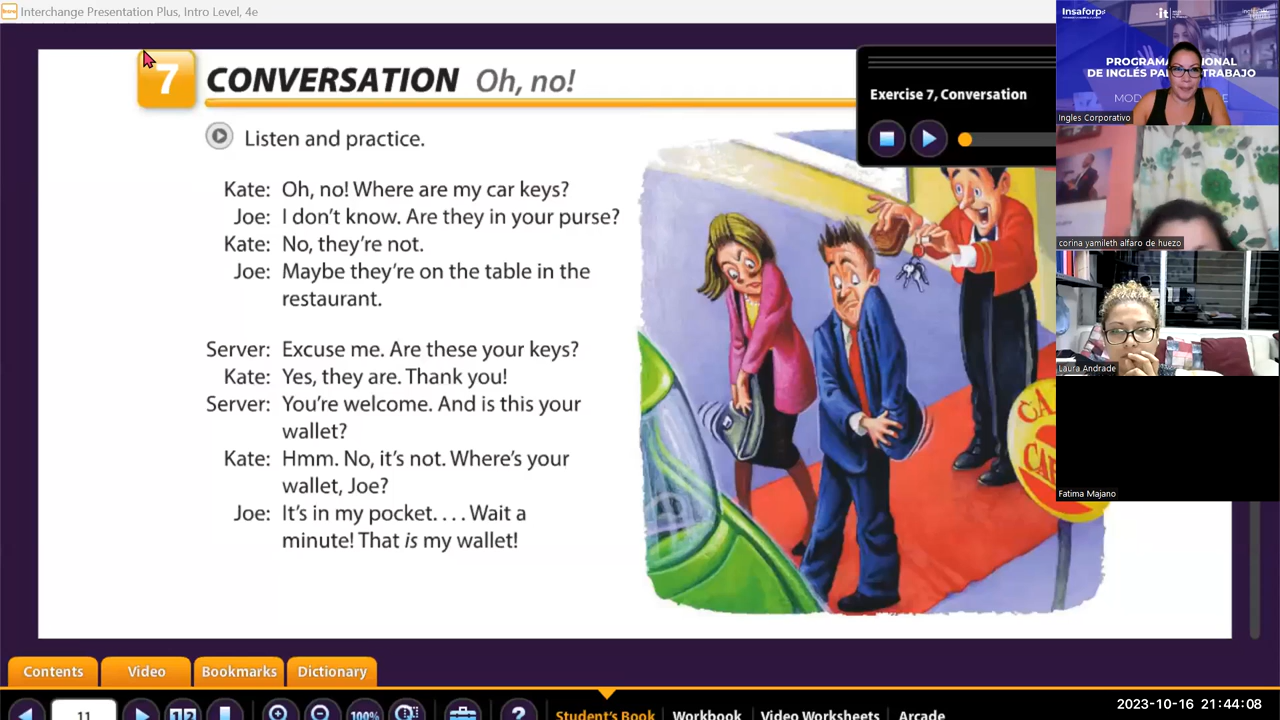 Interchange Presentation Plus, Intro Level, 4e
7 CONVERSATION Oh, no!
Listen and practice.
Kate: Oh, no! Where are my car keys?
Joe: I don't know. Are they in your purse?
Kate: No, they're not.
Joe: Maybe they're on the table in the
restaurant.
Server: Excuse me. Are these your keys?
Kate: Yes, they are. Thank you!
Server: You're welcome. And is this your
wallet?
Kate: Hmm. No, it's not. Where's your
wallet, Joe?
Joe: It's in my pocket. . . . Wait a
minute! That is my wallet!
Exercise 7, Conversation
Insaforp
it
DE INGLÉS
Ingles Corporativo
corina yamileth alfaro de huezo
Laura Andrade
Fatima Majano
Contents
Video
Bookmarks
Dictionary
11
1 2
100%
?
Student's Book
Workbook
Video Worksheets
Arcade
2023-10-16 21:44:08